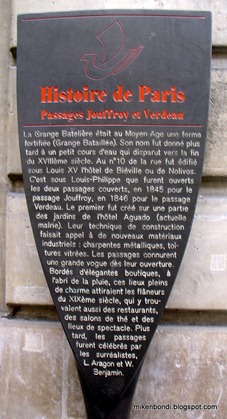 Histoire de Paris
Passages Jouffroy et Verdeau
La Grange Batelière était au Moyen Age une ferme
fortifiée (Grange Bataillée). Son nom fut donné plus
tard à un petit cours d'eau qui disparut vers la fin
du XVIIIème siècle. Au n°10 de la rue fut édifié
sous Louis XV l'hôtel de Biéville ou de Nolivos.
C'est sous Louis-Philippe que furent ouverts
les deux passages couverts, en 1845 pour le
passage Jouffroy, en 1846 pour le passage
Verdeau. Le premier fut créé sur une partie
des jardins de l'hôtel Aguado (actuelle
mairie). Leur technique de construction
faisait appel à de nouveaux matériaux
industriels : charpentes métalliques, toi-
tures vitrées. Les passages connurent
une grande vogue dès leur ouverture.
Bordés d'élégantes boutiques, à
l'abri de la pluie, ces lieux pleins
de charme attiraient les flâneurs
du XIXème siècle, qui y trou-
vaient aussi des restaurants,
des salons de thé et des
lieux de spectacle. Plus
tard, les passages
furent célébrés par
les surréalistes,
L. Aragon et W.
Benjamin.
mikenbondi.com